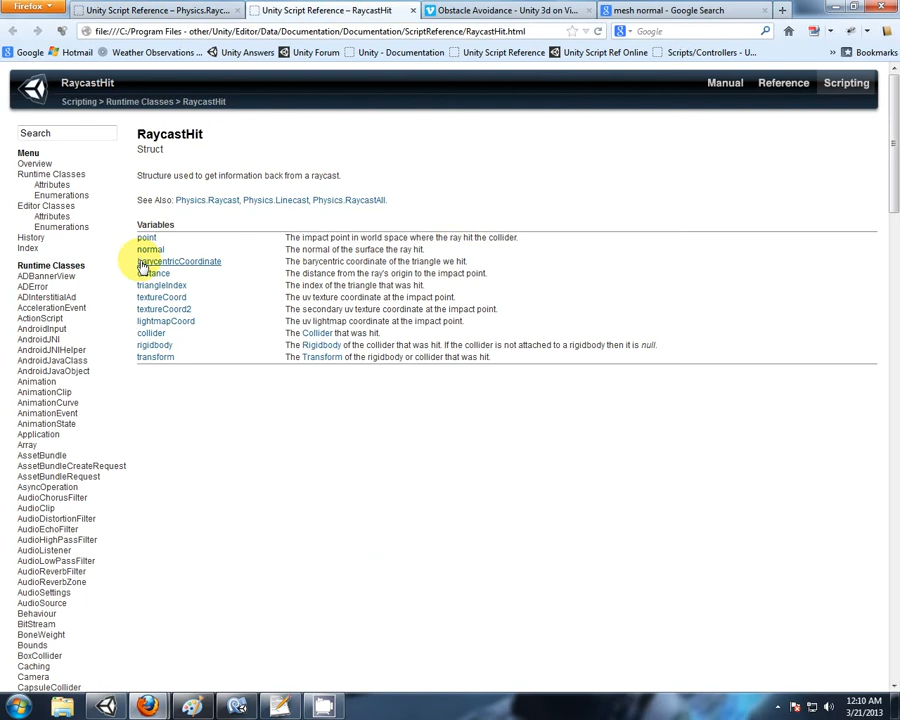 Firefox
Unity Script Reference – Physics.Rayc...
Unity Script Reference – RaycastHit
Obstacle Avoidance - Unity 3d on Vi...
mesh normal - Google Search
file:///C:/Program Files - other/Unity/Editor/Data/Documentation/Documentation/ScriptReference/RaycastHit.html
Google
Google
Hotmail
Weather Observations ...
Unity Answers
Unity Forum
Unity - Documentation
Unity Script Reference
Unity Script Ref Online
Scripts/Controllers - U...
Bookmarks
RaycastHit
Manual
Reference
Scripting
Scripting > Runtime Classes > RaycastHit
Search
Menu
Overview
Runtime Classes
Attributes
Enumerations
Editor Classes
Attributes
Enumerations
History
Index
Runtime Classes
ADBannerView
ADError
ADInterstitialAd
AccelerationEvent
ActionScript
AndroidInput
AndroidJNI
AndroidJNIHelper
AndroidJavaClass
AndroidJavaObject
Animation
AnimationClip
AnimationCurve
AnimationEvent
AnimationState
Application
Array
AssetBundle
AssetBundleCreateRequest
AssetBundleRequest
AsyncOperation
AudioChorusFilter
AudioClip
AudioDistortionFilter
AudioEchoFilter
AudioHighPassFilter
AudioListener
AudioLowPassFilter
AudioReverbFilter
AudioReverbZone
AudioSettings
AudioSource
Behaviour
BitStream
BoneWeight
Bounds
BoxCollider
Caching
Camera
CapsuleCollider
RaycastHit
Struct
Structure used to get information back from a raycast.
See Also: Physics.Raycast, Physics.Linecast, Physics.RaycastAll.
Variables
point The impact point in world space where the ray hit the collider.
normal The normal of the surface the ray hit.
barycentricCoordinate The barycentric coordinate of the triangle we hit.
distance The distance from the ray's origin to the impact point.
triangleIndex The index of the triangle that was hit.
textureCoord The uv texture coordinate at the impact point.
textureCoord2 The secondary uv texture coordinate at the impact point.
lightmapCoord The uv lightmap coordinate at the impact point.
collider The Collider that was hit.
rigidbody The Rigidbody of the collider that was hit. If the collider is not attached to a rigidbody then it is null.
transform The Transform of the rigidbody or collider that was hit.
12:10 AM
3/21/2013